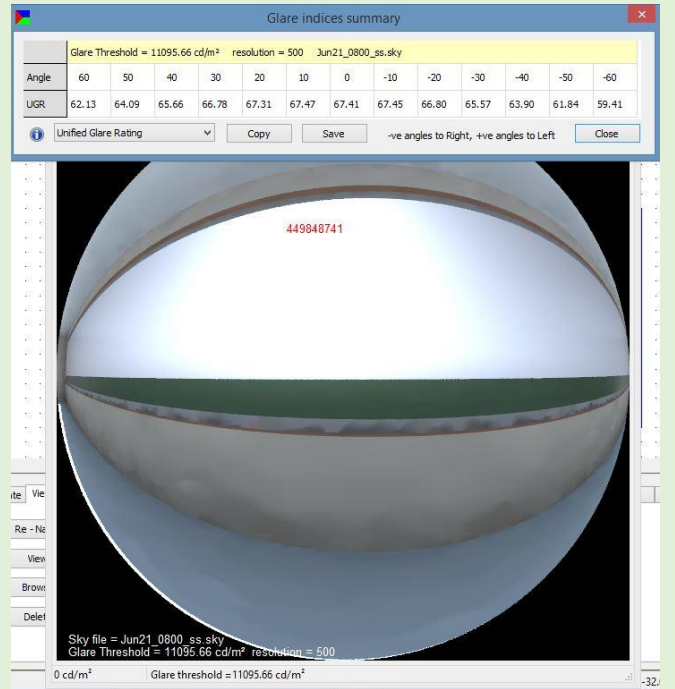 Glare indices summary
Glare Threshold = 11095.66 cd/m² resolution = 500 Jun21_0800_ss.sky
Angle 60 50 40 30 20 10 0 -10 -20 -30 -40 -50 -60
UGR 62.13 64.09 65.66 66.78 67.31 67.47 67.41 67.45 66.80 65.57 63.90 61.84 59.41
Unified Glare Rating Copy Save -ve angles to Right, +ve angles to Left Close
449848741
Re - Na
View
Brows
Delet
Sky file = Jun21_0800_ss.sky
Glare Threshold = 11095.66 cd/m² resolution = 500
0 cd/m² Glare threshold =11095.66 cd/m²